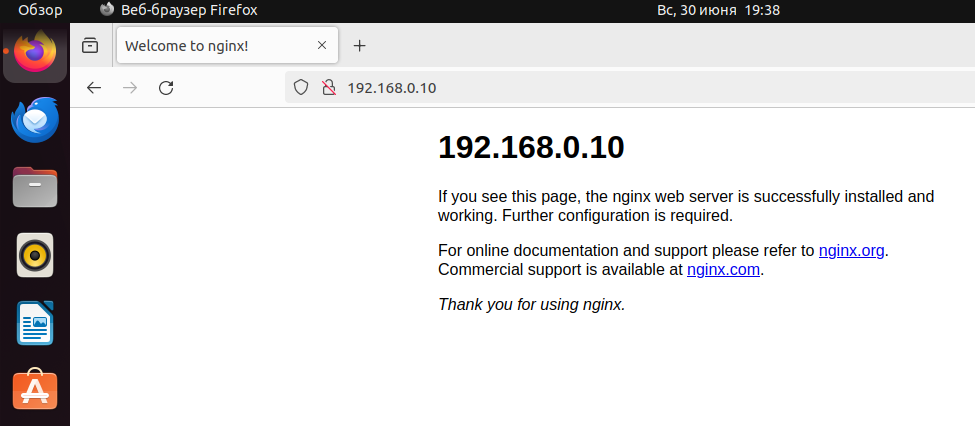 Обзор
Веб-браузер Firefox
Вс, 30 июня 19:38
Welcome to nginx!
192.168.0.10
192.168.0.10
If you see this page, the nginx web server is successfully installed and
working. Further configuration is required.
For online documentation and support please refer to nginx.org.
Commercial support is available at nginx.com.
Thank you for using nginx.